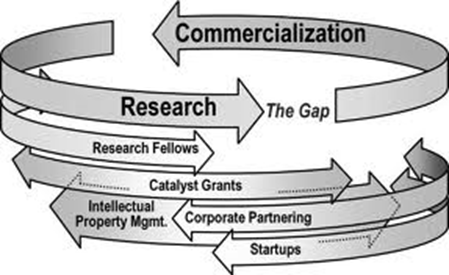 Commercialization
Research
The Gap
Research Fellows
Catalyst Grants
Intellectual
Property Mgmt.
Corporate Partnering
Startups